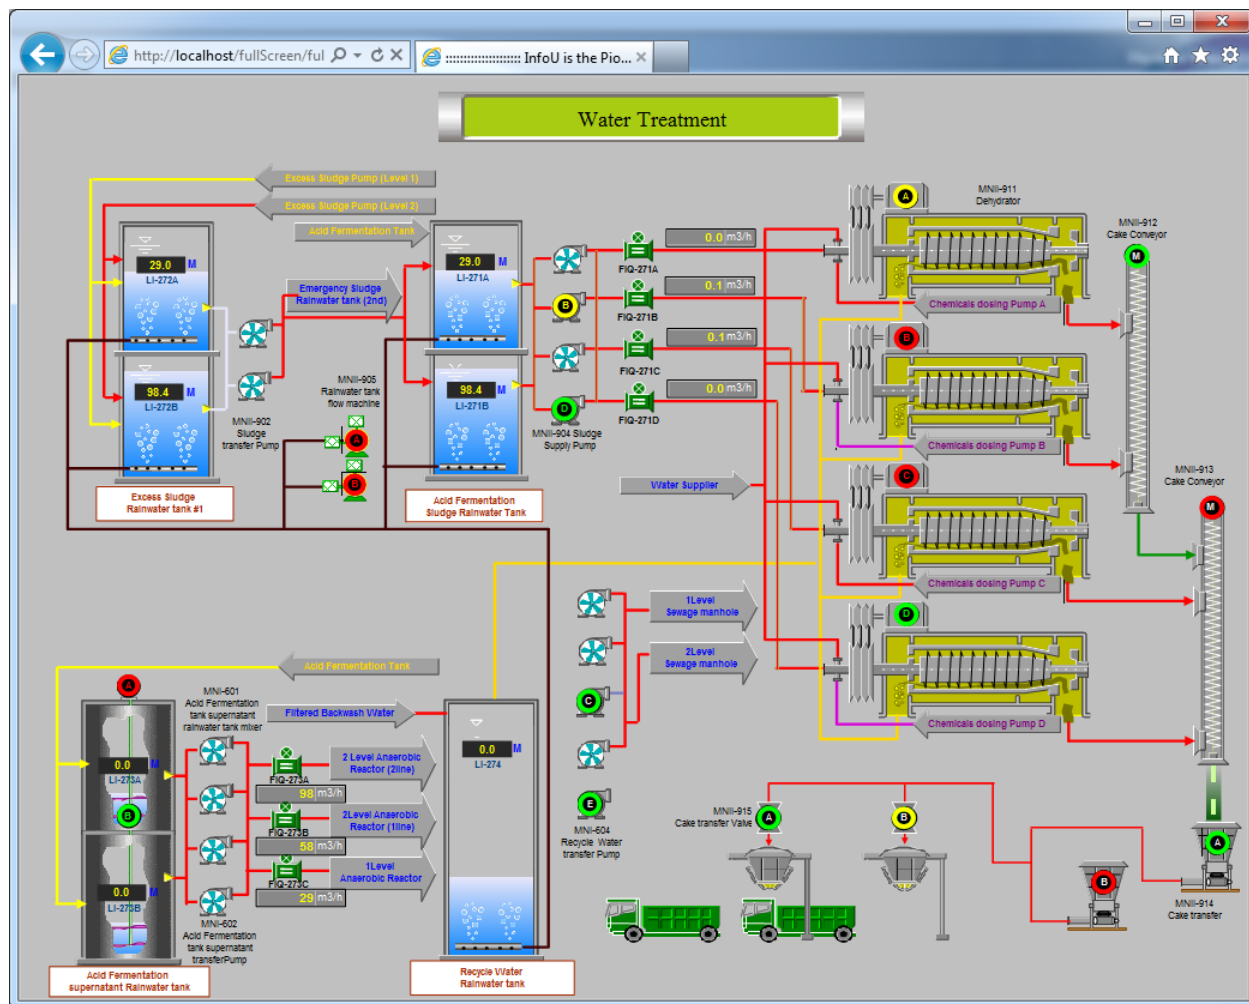 http://localhost/fullScreen/ful
:::::::::::::::::::::: InfoU is the Pio...
Water Treatment
Excess Sludge Pump (Level 1)
Excess Sludge Pump (Level 2)
Acid Fermentation Tank
29.0 M
LI-272A
98.4 M
LI-272B
Excess Sludge
Rainwater tank #1
MNII-902
Sludge
transfer Pump
Emergency Sludge
Rainwater tank (2nd)
MNII-905
Rainwater tank
flow machine
A
B
29.0 M
LI-271A
98.4 M
LI-271B
Acid Fermentation
Sludge Rainwater Tank
B
D
MNII-904 Sludge
Supply Pump
FIQ-271A
0.0 m3/h
FIQ-271B
0.1 m3/h
FIQ-271C
0.1 m3/h
FIQ-271D
0.0 m3/h
Water Supplier
A
MNII-911
Dehydrator
Chemicals dosing Pump A
B
Chemicals dosing Pump B
C
Chemicals dosing Pump C
D
Chemicals dosing Pump D
MNII-912
Cake Conveyor
M
MNII-913
Cake Conveyor
M
1Level
Sewage manhole
2Level
Sewage manhole
C
E
MNI-604
Recycle Water
transfer Pump
Acid Fermentation Tank
A
MNI-601
Acid Fermentation
tank supernatant
rainwater tank mixer
Filtered Backwash Water
0.0 M
LI-273A
B
0.0 M
LI-273B
Acid Fermentation
supernatant Rainwater tank
MNI-602
Acid Fermentation
tank supernatant
transferPump
FIQ-273A
98 m3/h
FIQ-273B
58 m3/h
FIQ-273C
29 m3/h
2 Level Anaerobic
Reactor (2line)
2Level Anaerobic
Reactor (1line)
1Level
Anaerobic Reactor
0.0 M
LI-274
Recycle Water
Rainwater tank
MNII-915
Cake transfer Valve
A
B
A
B
MNII-914
Cake transfer